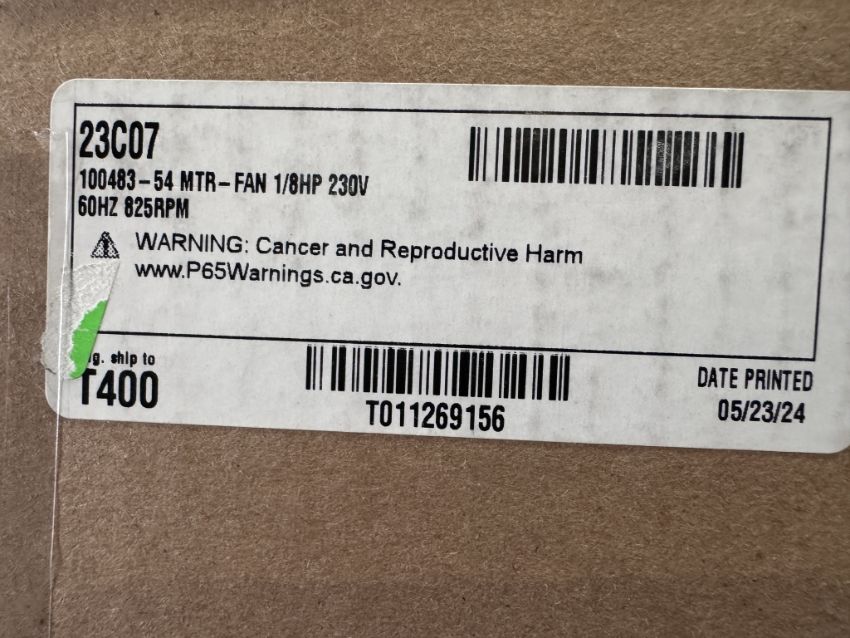 23C07
100483-54 MTR-FAN 1/8HP 230V
60HZ 825RPM
WARNING: Cancer and Reproductive Harm
www.P65Warnings.ca.gov.
ship to
T400
T011269156
DATE PRINTED
05/23/24